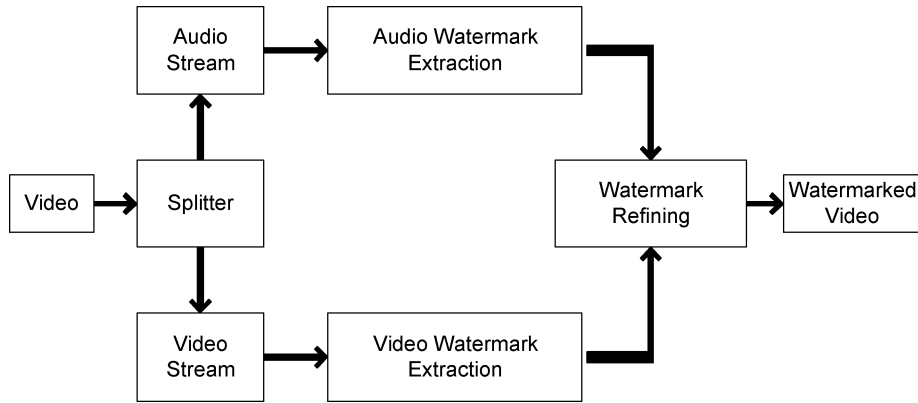 Audio
Stream
Audio Watermark
Extraction
Video
Splitter
Watermark
Refining
Watermarked
Video
Video
Stream
Video Watermark
Extraction